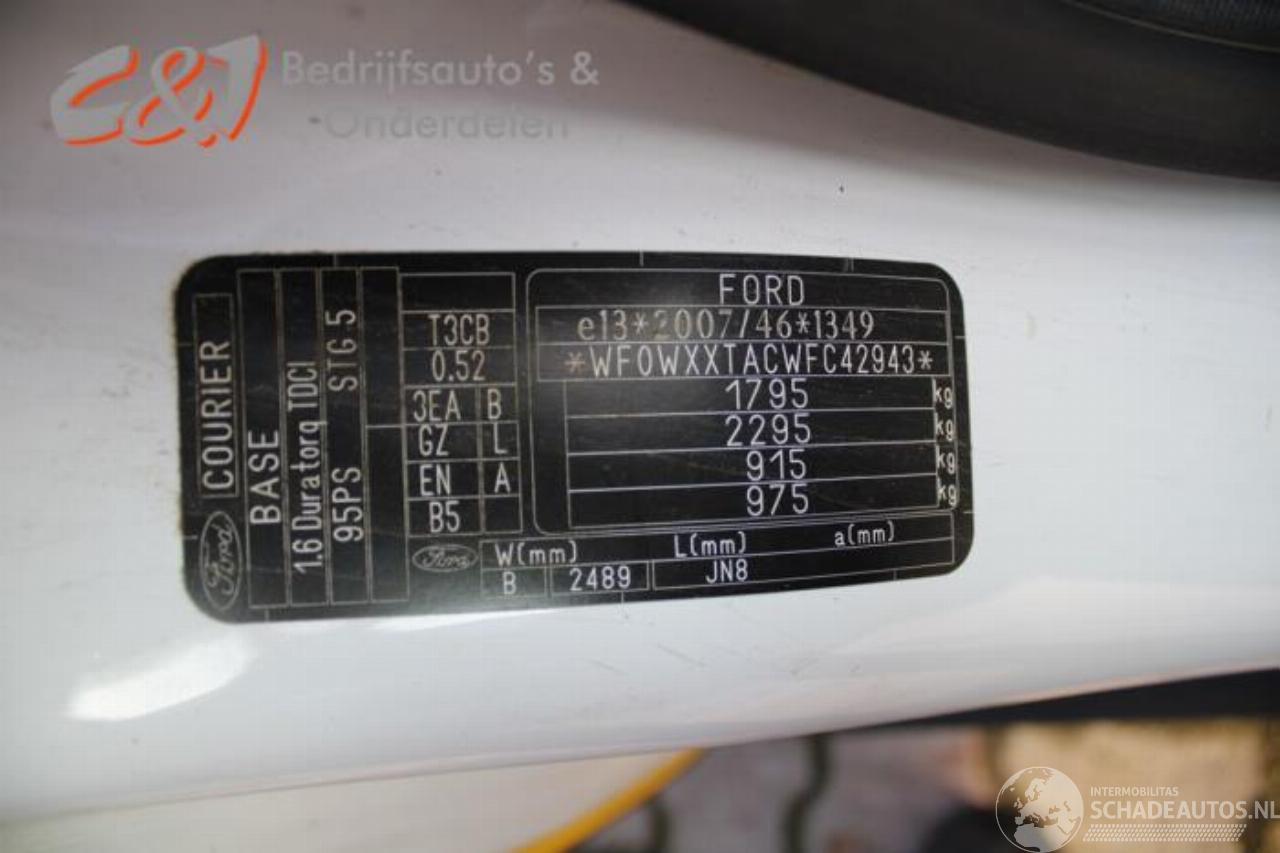 C&J Bedrijfsauto's &
Onderdelen
COURIER
Ford
BASE
1.6 Duratorq TDCI
95PS STG 5
T3CB
0.52
3EA B
GZ L
EN A
B5
FORD
e13*2007/46*1349
*WF0WXXTACWFC42943*
1795 kg
2295 kg
915 kg
975 kg
Ford
W(mm) L(mm) a(mm)
B 2489 JN8
INTERMOBILITAS
SCHADEAUTOS.NL